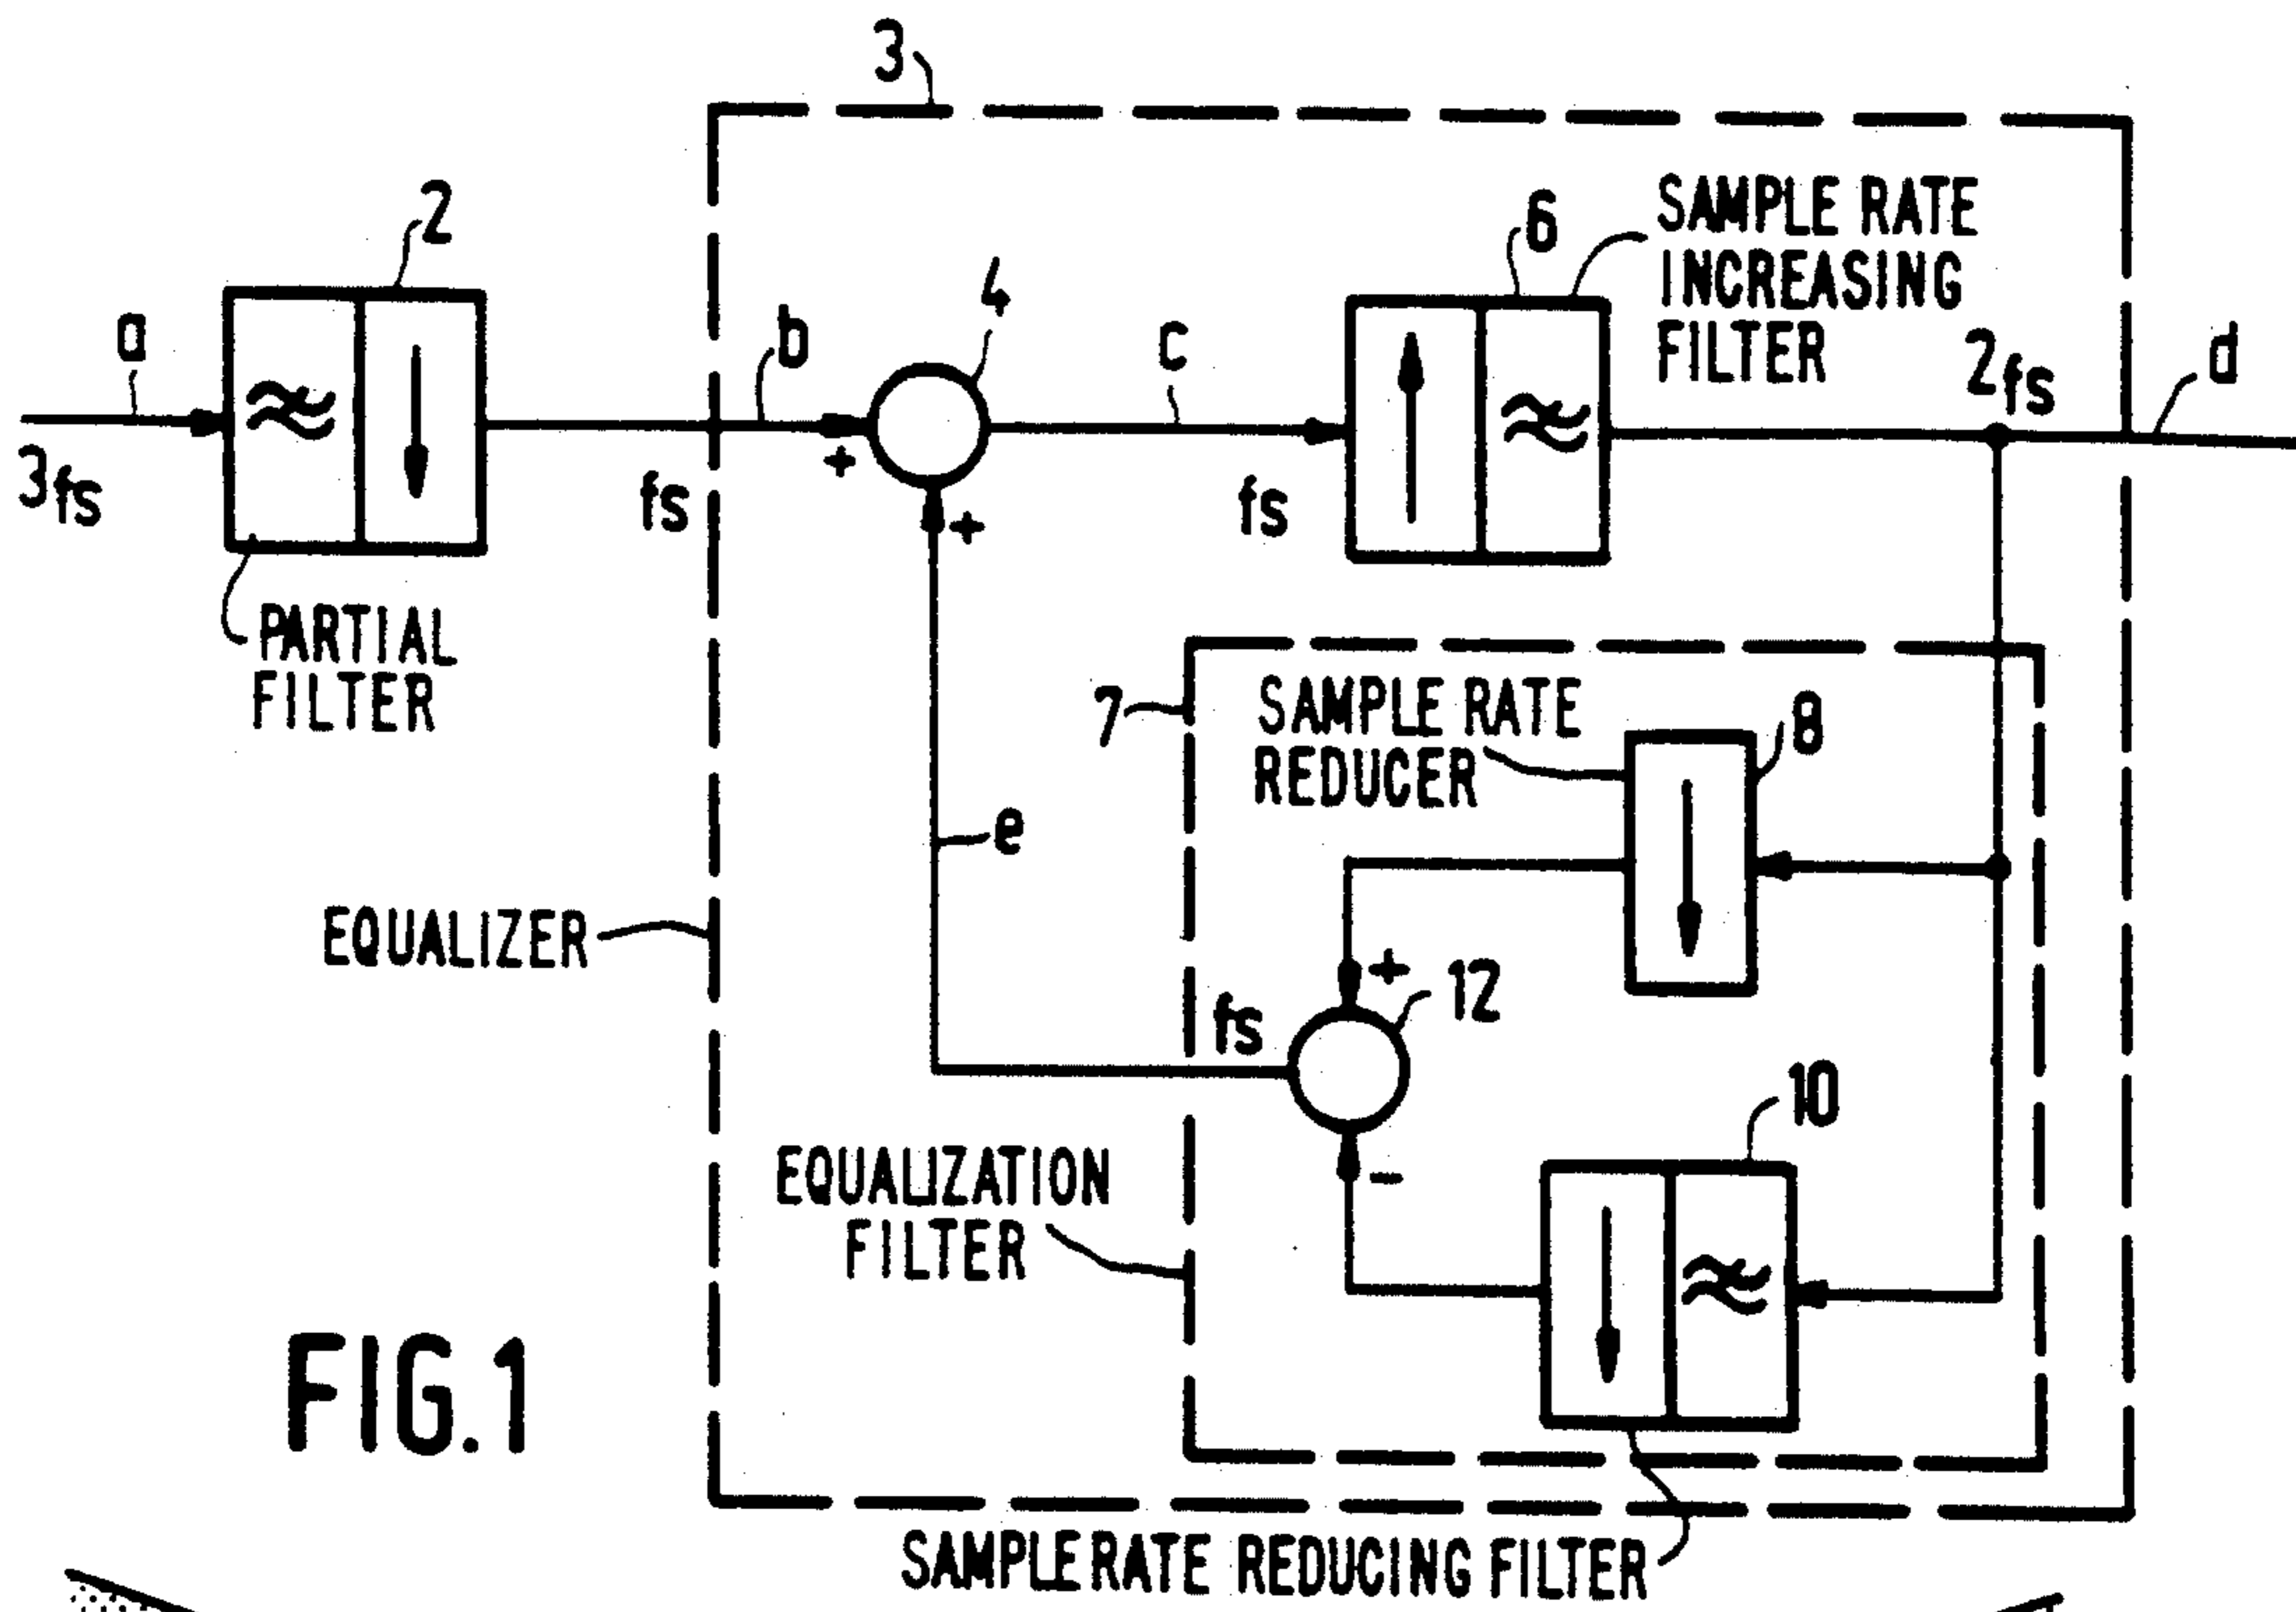 3
2
6
SAMPLE RATE
INCREASING
FILTER
4
a
b
c
2fs
d
3fs
fs
fs
PARTIAL
FILTER
7
SAMPLE RATE
REDUCER
8
e
EQUALIZER
+
+
+
12
fs
10
-
EQUALIZATION
FILTER
FIG.1
SAMPLE RATE REDUCING FILTER